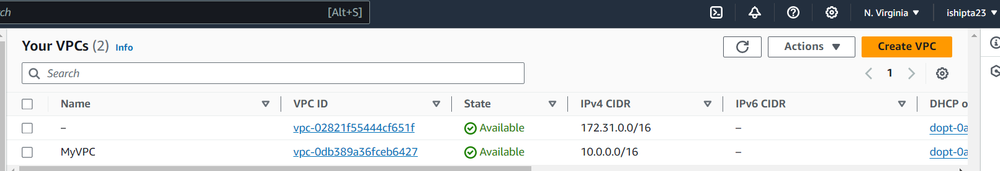 rch [Alt+S] N. Virginia ishipta23
Your VPCs (2) Info Actions Create VPC
Search 1
Name VPC ID State IPv4 CIDR IPv6 CIDR DHCP o
– vpc-02821f55444cf651f Available 172.31.0.0/16 – dopt-0a
MyVPC vpc-0db389a36fceb6427 Available 10.0.0.0/16 – dopt-0a